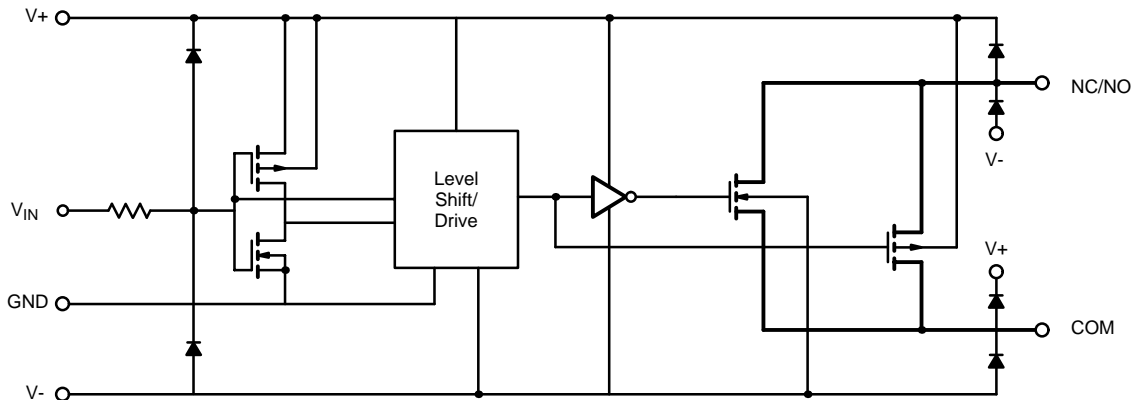 V+
NC/NO
V-
Level
Shift/
Drive
VIN
V+
GND
COM
V-